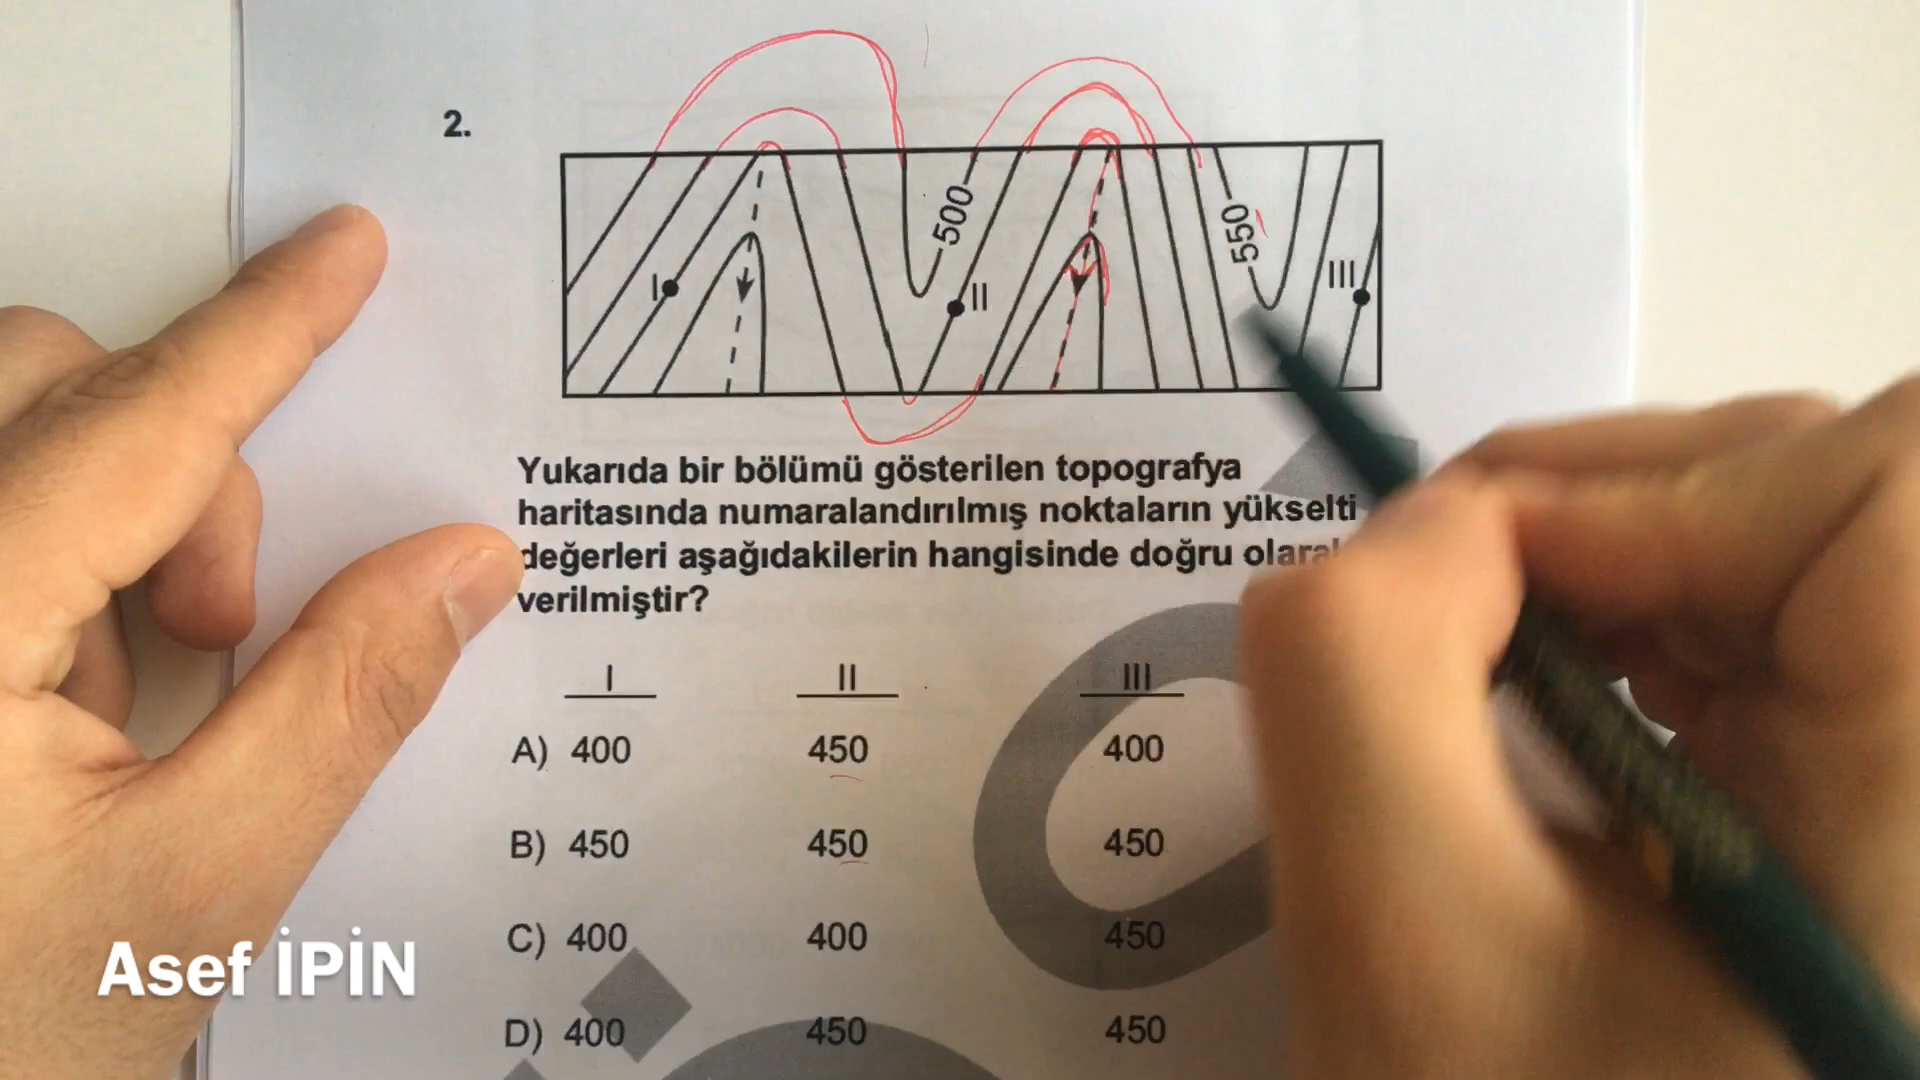 2.
500
550
I
II
III
Yukarıda bir bölümü gösterilen topografya
haritasında numaralandırılmış noktaların yükselti
değerleri aşağıdakilerin hangisinde doğru
verilmiştir?
I II III
A) 400 450 400
B) 450 450 450
C) 400 400 450
D) 400 450 450
Asef İPİN